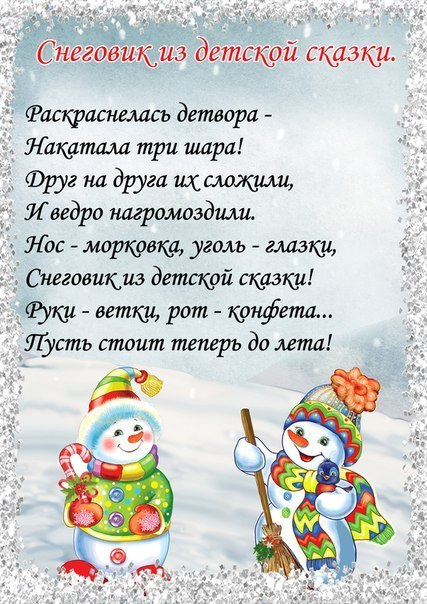 Снеговик из детской сказки.
Раскраснелась детвора -
Накатала три шара!
Друг на друга их сложили,
И ведро нагромоздили.
Нос - морковка, уголь - глазки,
Снеговик из детской сказки!
Руки - ветки, рот - конфета...
Пусть стоит теперь до лета!